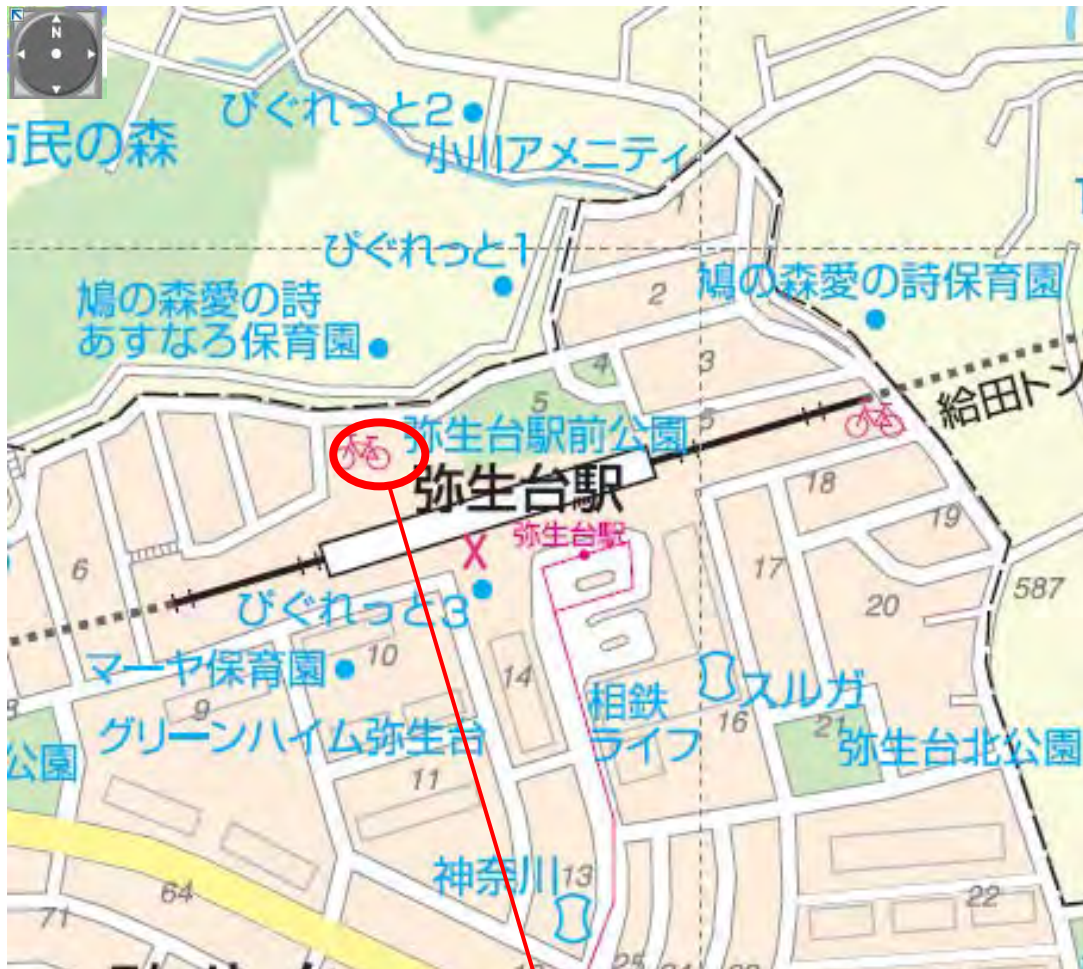 N
ぴぐれっと2
小川アメニティ
市民の森
1
ぴぐれっと1
2
鳩の森愛の詩保育園
鳩の森愛の詩
あすなろ保育園
4
3
5
5
給田トン
弥生台駅前公園
弥生台駅
18
弥生台駅
19
X
17
6
587
20
ぴぐれっと3
マーヤ保育園
10
14
スルガ
相鉄
ライフ
9
8
16
21
グリーンハイム弥生台
弥生台北公園
公園
11
神奈川
13
64
22
71
25